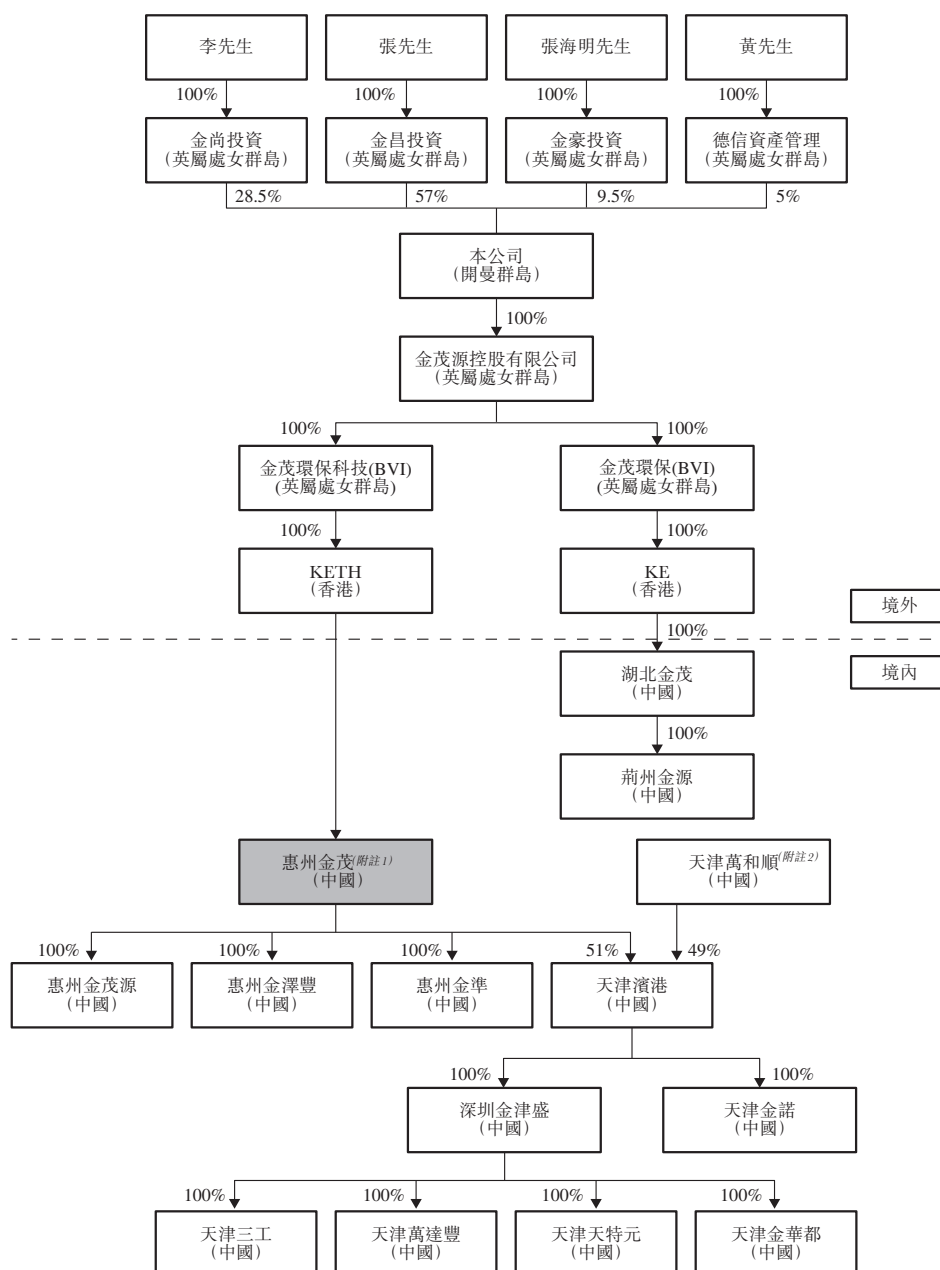 李先生
張先生
張海明先生
黃先生
100%
100%
100%
100%
金尚投資
(英屬處女群島)
金昌投資
(英屬處女群島)
金豪投資
(英屬處女群島)
德信資產管理
(英屬處女群島)
28.5%
57%
9.5%
5%
本公司
(開曼群島)
100%
金茂源控股有限公司
(英屬處女群島)
100%
100%
金茂環保科技(BVI)
(英屬處女群島)
金茂環保(BVI)
(英屬處女群島)
100%
100%
KETH
(香港)
KE
(香港)
境外
100%
境內
湖北金茂
(中國)
100%
荊州金源
(中國)
惠州金茂(附註1)
(中國)
天津萬和順(附註2)
(中國)
100%
100%
100%
51%
49%
惠州金茂源
(中國)
惠州金澤豐
(中國)
惠州金準
(中國)
天津濱港
(中國)
100%
100%
深圳金津盛
(中國)
天津金諾
(中國)
100%
100%
100%
100%
天津三工
(中國)
天津萬達豐
(中國)
天津天特元
(中國)
天津金華都
(中國)